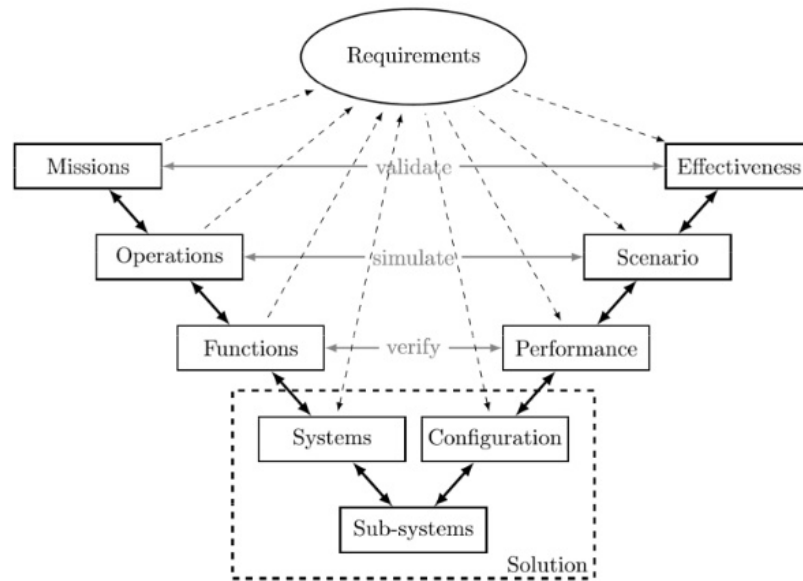 Requirements
Missions
validate
Effectiveness
Operations
simulate
Scenario
Functions
verify
Performance
Systems
Configuration
Sub-systems
Solution